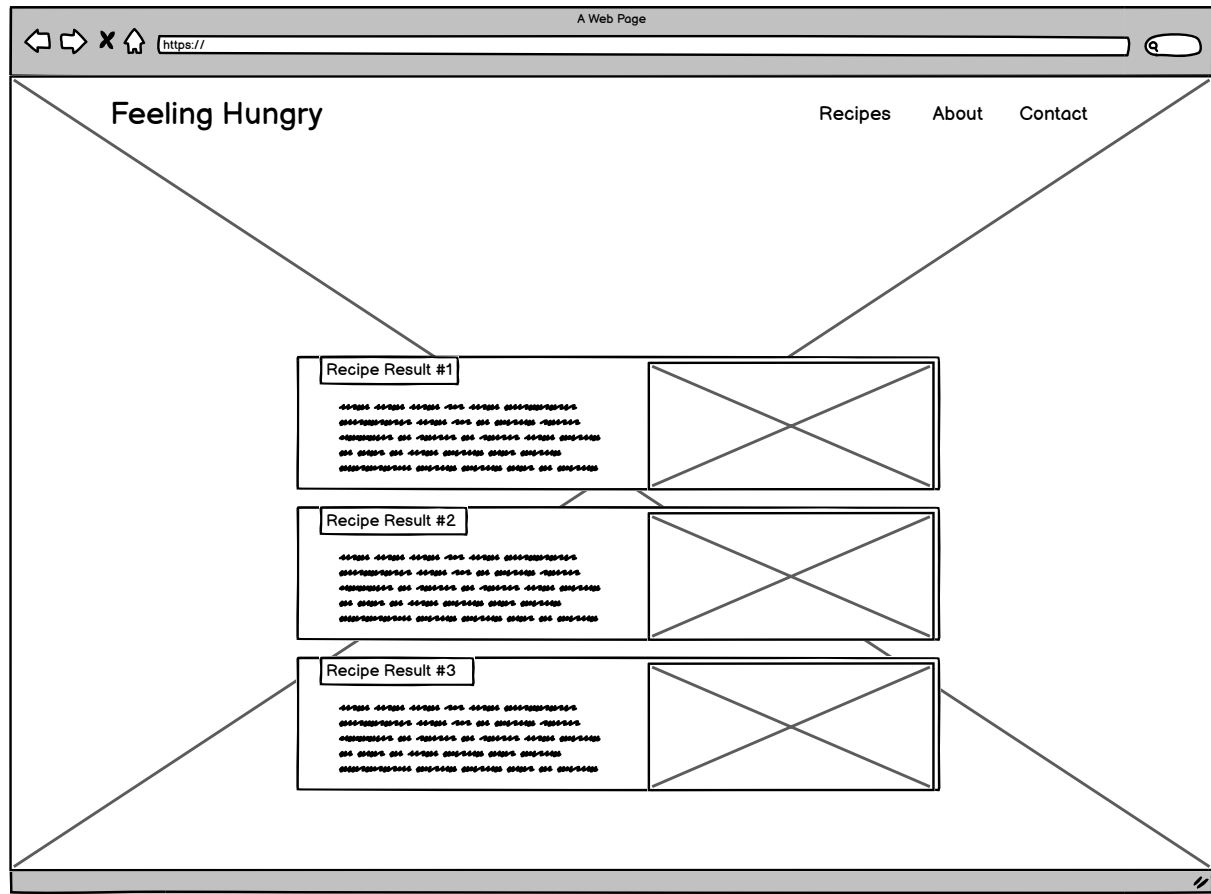 A Web Page
https://
Feeling Hungry
Recipes About Contact
Recipe Result #1
Recipe Result #2
Recipe Result #3